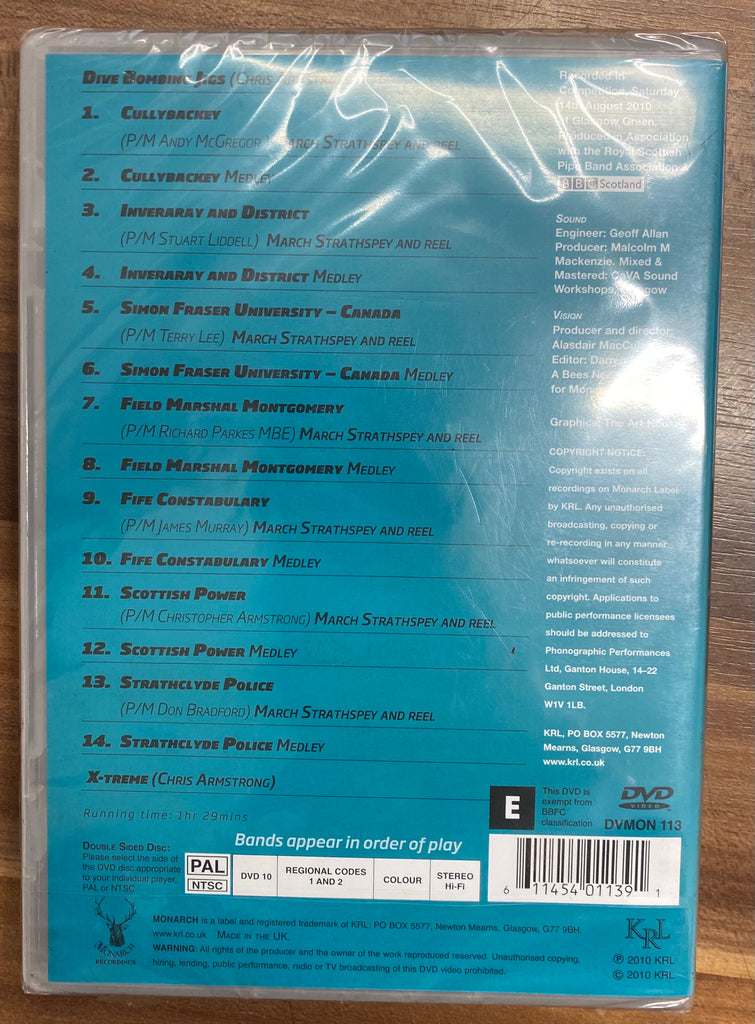 Dive Bombing Jigs (Chris
1. Cullybackey
(P/M Andy McGregor March Strathspey and reel
2. Cullybackey Medley
3. Inveraray and District
(P/M Stuart Liddell) March Strathspey and reel
4. Inveraray and District Medley
5. Simon Fraser University – Canada
(P/M Terry Lee) March Strathspey and reel
6. Simon Fraser University – Canada Medley
7. Field Marshal Montgomery
(P/M Richard Parkes MBE) March Strathspey and reel
8. Field Marshal Montgomery Medley
9. Fife Constabulary
(P/M James Murray) March Strathspey and reel
10. Fife Constabulary Medley
11. Scottish Power
(P/M Christopher Armstrong) March Strathspey and reel
12. Scottish Power Medley
13. Strathclyde Police
(P/M Don Bradford) March Strathspey and reel
14. Strathclyde Police Medley
X-treme (Chris Armstrong)
Running time: 1hr 29mins
Recorded in
Competition, Saturday
14th August 2010
at Glasgow Green.
Produced in Association
with the Royal Scottish
Pipe Band Association
BBC Scotland
Sound
Engineer: Geoff Allan
Producer: Malcolm M
Mackenzie. Mixed &
Mastered: CaVA Sound
Workshops, Glasgow
Vision
Producer and director:
Alasdair
Editor: Darren
A Bees
for
Graphics: The Art
COPYRIGHT NOTICE:
Copyright exists on all
recordings on Monarch Label
by KRL. Any unauthorised
broadcasting, copying or
re-recording in any manner
whatsoever will constitute
an infringement of such
copyright. Applications to
public performance licensees
should be addressed to
Phonographic Performances
Ltd, Ganton House, 14–22
Ganton Street, London
W1V 1LB.
KRL, PO BOX 5577, Newton
Mearns, Glasgow, G77 9BH
www.krl.co.uk
E
This DVD is
exempt from
BBFC
classification
DVD
VIDEO
DVMON 113
Bands appear in order of play
Double Sided Disc:
Please select the side of
the DVD disc appropriate
to your individual player,
PAL or NTSC
PAL
NTSC
DVD 10
REGIONAL CODES
1 AND 2
COLOUR
STEREO
Hi-Fi
6 11454 01139 1
Monarch
Recordings
MONARCH is a label and registered trademark of KRL: PO BOX 5577, Newton Mearns, Glasgow, G77 9BH.
www.krl.co.uk Made in the UK.
WARNING: All rights of the producer and the owner of the work reproduced reserved. Unauthorised copying,
hiring, lending, public performance, radio or TV broadcasting of this DVD video prohibited.
KRL
℗ 2010 KRL
© 2010 KRL